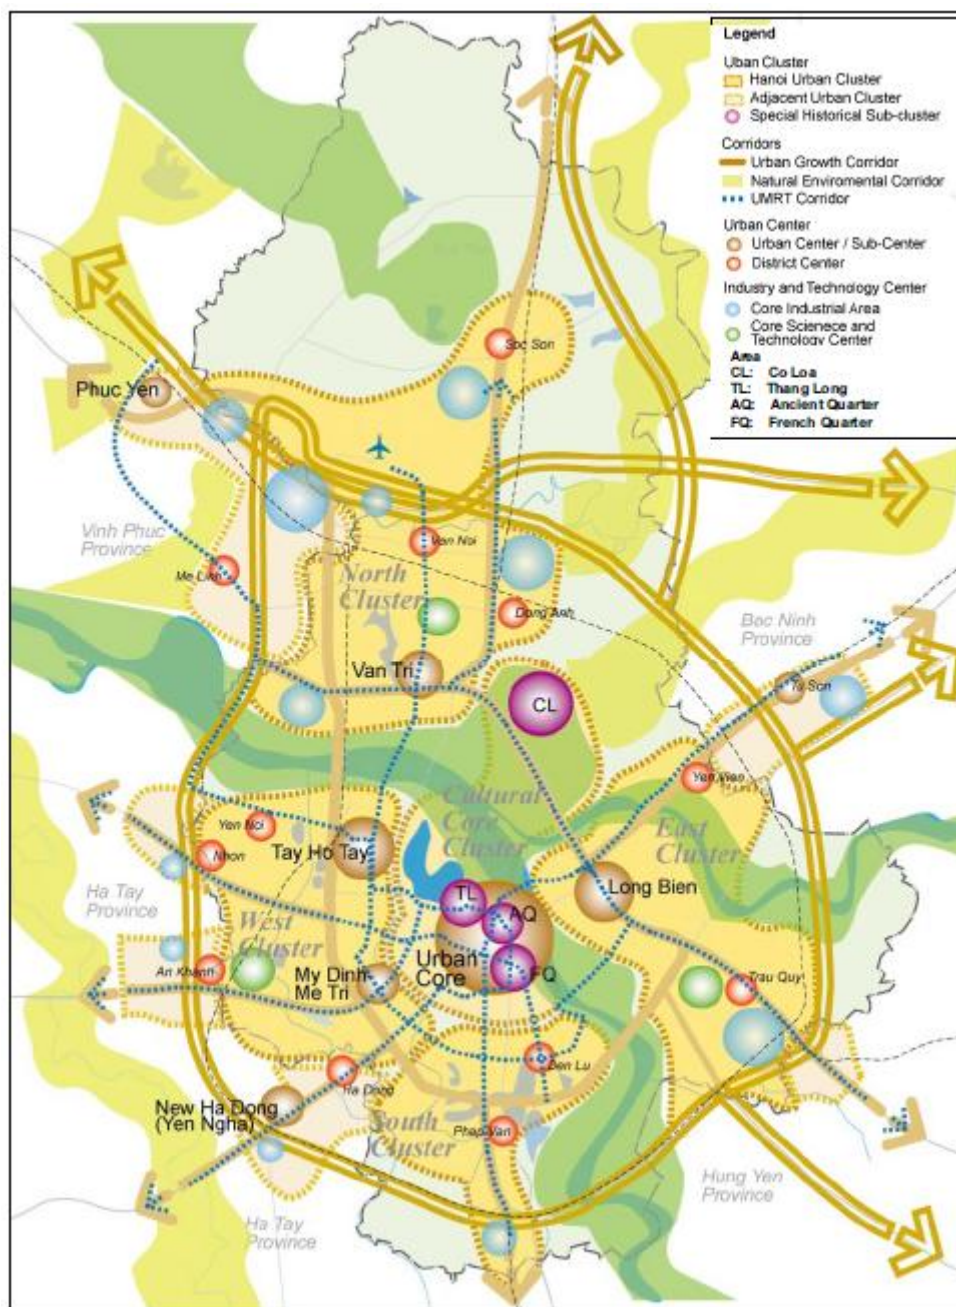 Legend
Uban Cluster
Hanoi Urban Cluster
Adjacent Urban Cluster
Special Historical Sub-cluster
Corridors
Urban Growth Corridor
Natural Enviromental Corridor
UMRT Corridor
Urban Center
Urban Center / Sub-Center
District Center
Industry and Technology Center
Core Industrial Area
Core Scienece and
Technology Center
Area
CL: Co Loa
TL: Thang Long
AQ: Ancient Quarter
FQ: French Quarter
Soc Son
Phuc Yen
Vinh Phuc
Province
Van Noi
Me Linh
North
Cluster
Dong Anh
Bac Ninh
Province
Van Tri
CL
Tu Son
Yen Vien
Cultural
Core
Cluster
Yen Noi
Tay Ho Tay
Nhon
East
Cluster
Long Bien
Ha Tay
Province
TL
AQ
West
Cluster
Urban
Core
FQ
An Khanh
My Dinh
Me Tri
Trau Quy
Ben Lu
Ha Dong
New Ha Dong
(Yen Ngha)
South
Cluster
Phap Van
Hung Yen
Province
Ha Tay
Province